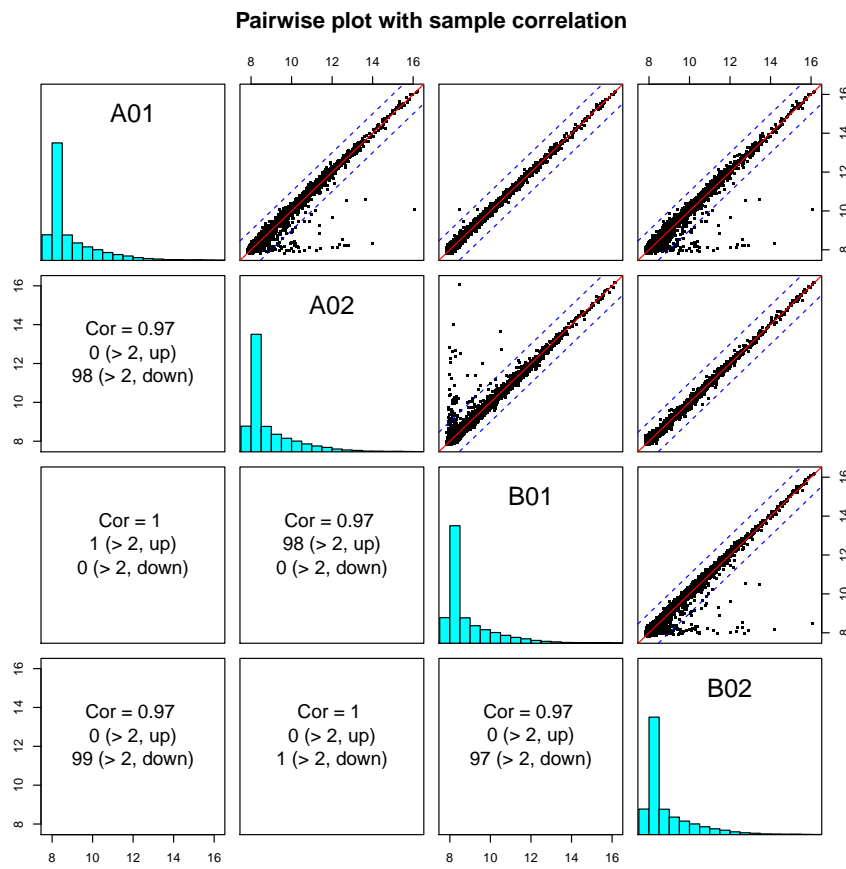 Pairwise plot with sample correlation
8 10 12 14 16
8 10 12 14 16
A01
8 10 12 14 16
8 10 12 14 16
Cor = 0.97
0 (> 2, up)
98 (> 2, down)
A02
Cor = 1
1 (> 2, up)
0 (> 2, down)
Cor = 0.97
98 (> 2, up)
0 (> 2, down)
B01
8 10 12 14 16
8 10 12 14 16
Cor = 0.97
0 (> 2, up)
99 (> 2, down)
Cor = 1
0 (> 2, up)
1 (> 2, down)
Cor = 0.97
0 (> 2, up)
97 (> 2, down)
B02
8 10 12 14 16
8 10 12 14 16